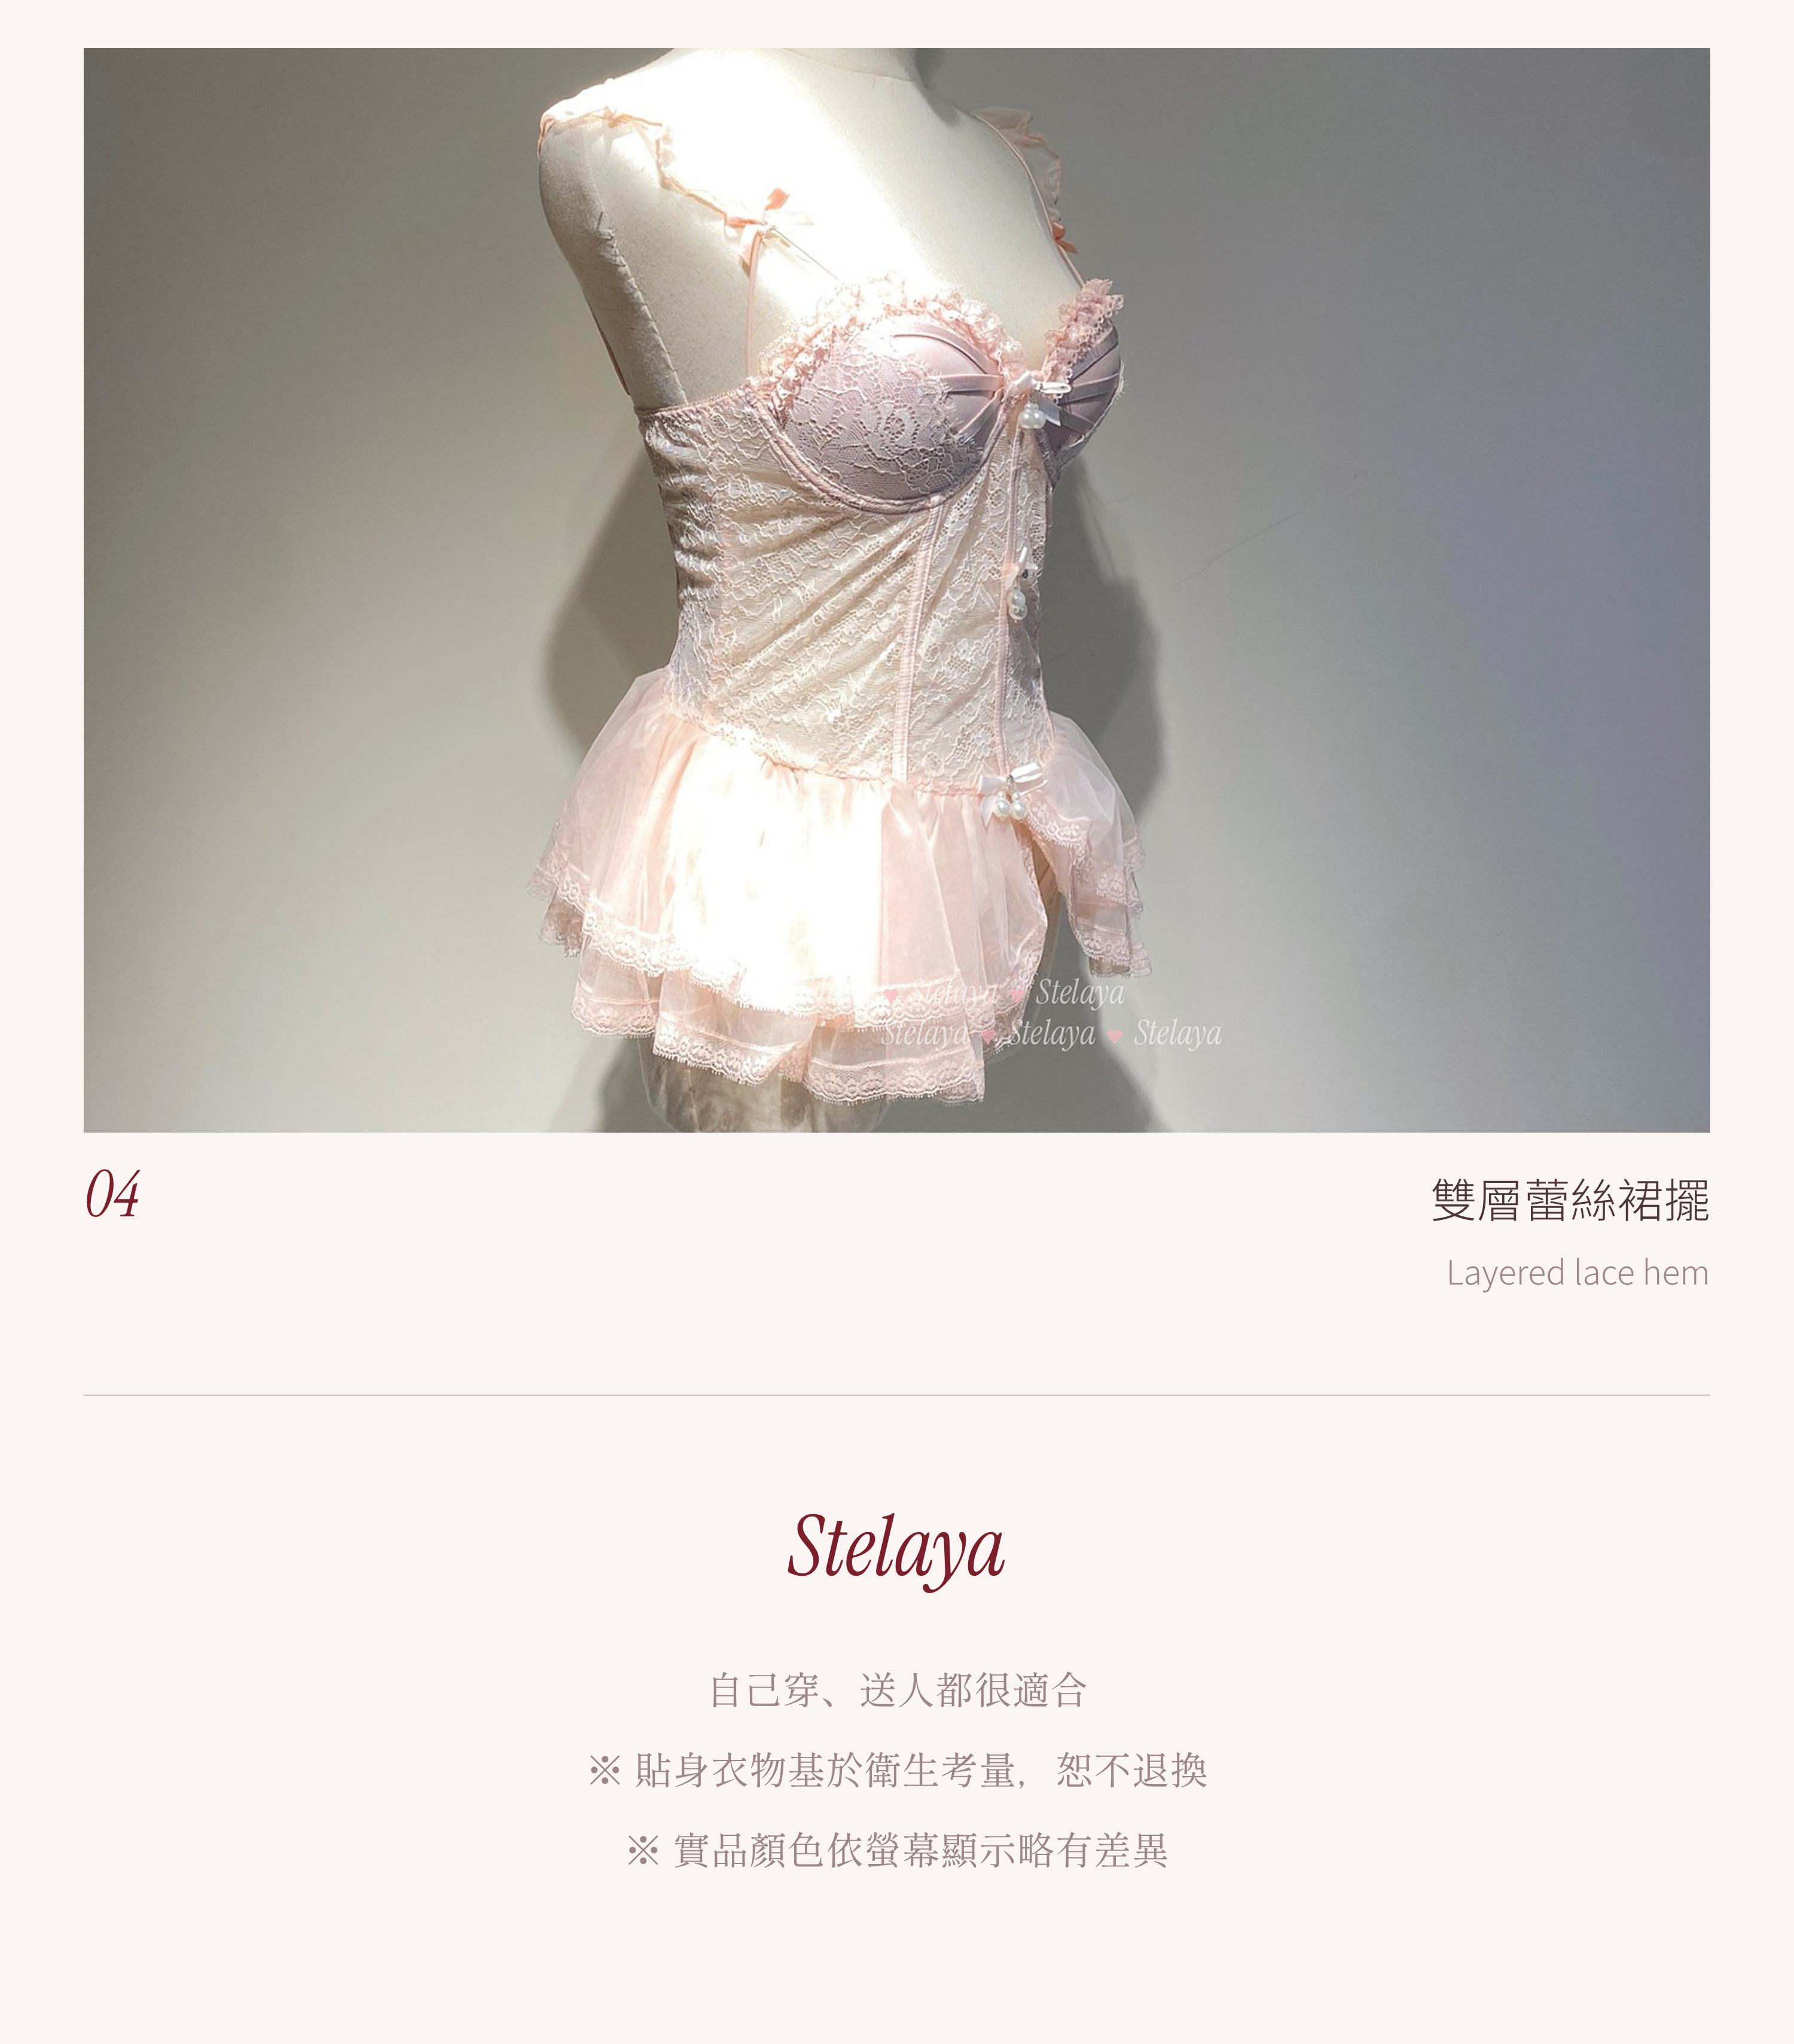 ♥ Stelaya ♥ Stelaya
Stelaya ♥ Stelaya ♥ Stelaya
04
雙層蕾絲裙擺
Layered lace hem
Stelaya
自己穿、送人都很適合
※ 貼身衣物基於衛生考量，恕不退換
※ 實品顏色依螢幕顯示略有差異